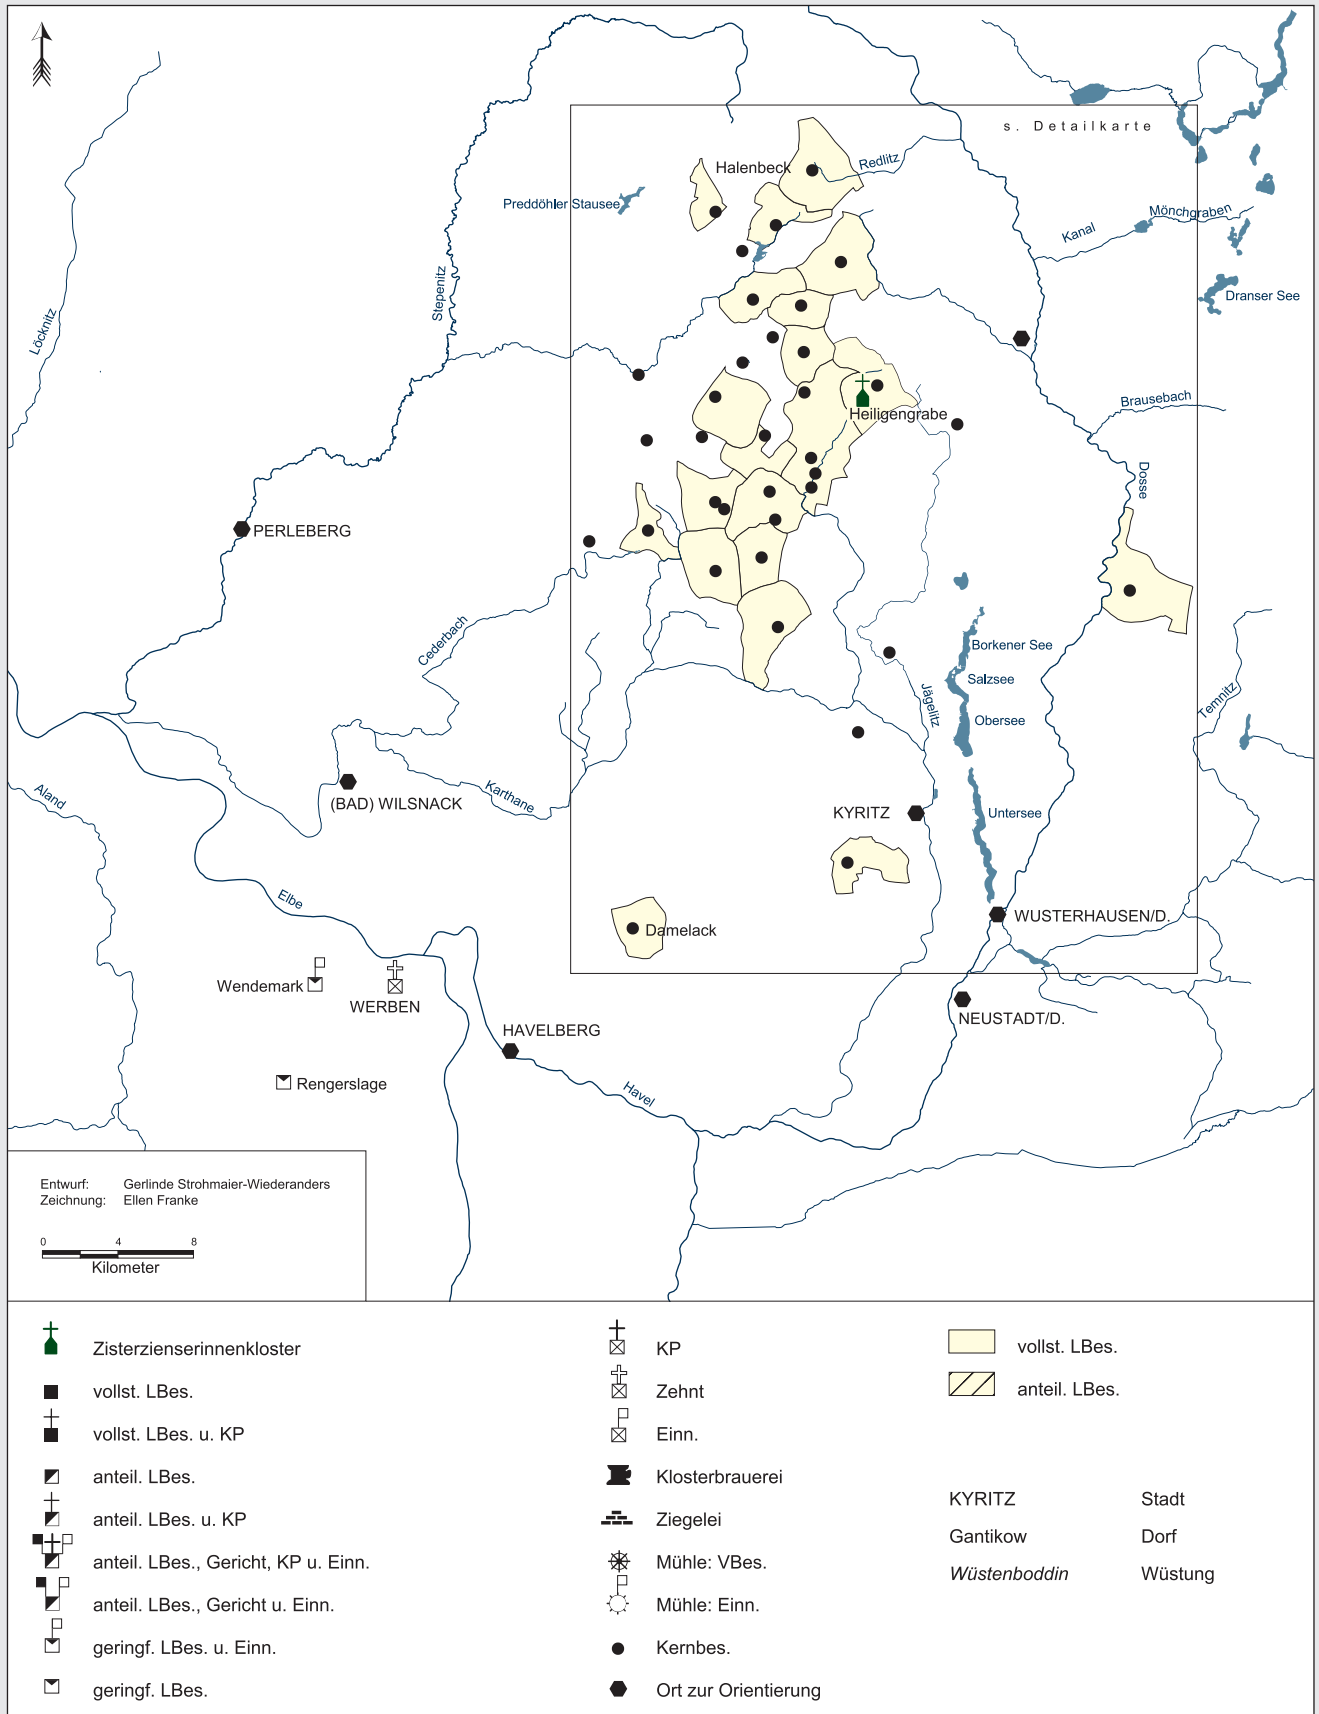 s. Detailkarte
Halenbeck
Redlitz
Preddöhler Stausee
Mönchgraben
Kanal
Dranser See
Stepenitz
Löcknitz
Brausebach
Heiligengrabe
Dosse
PERLEBERG
Cederbach
Borkener See
Salzsee
Obersee
Jägelitz
Temnitz
Aland
(BAD) WILSNACK
Karthane
KYRITZ
Untersee
Elbe
WUSTERHAUSEN/D.
Damelack
Wendemark
WERBEN
NEUSTADT/D.
HAVELBERG
Rengerslage
Havel
Entwurf: Gerlinde Strohmaier-Wiederanders
Zeichnung: Ellen Franke
0 4 8
Kilometer
Zisterzienserinnenkloster
vollst. LBes.
vollst. LBes. u. KP
anteil. LBes.
anteil. LBes. u. KP
anteil. LBes., Gericht, KP u. Einn.
anteil. LBes., Gericht u. Einn.
geringf. LBes. u. Einn.
geringf. LBes.
KP
Zehnt
Einn.
Klosterbrauerei
Ziegelei
Mühle: VBes.
Mühle: Einn.
Kernbes.
Ort zur Orientierung
vollst. LBes.
anteil. LBes.
KYRITZ Stadt
Gantikow Dorf
Wüstenboddin Wüstung